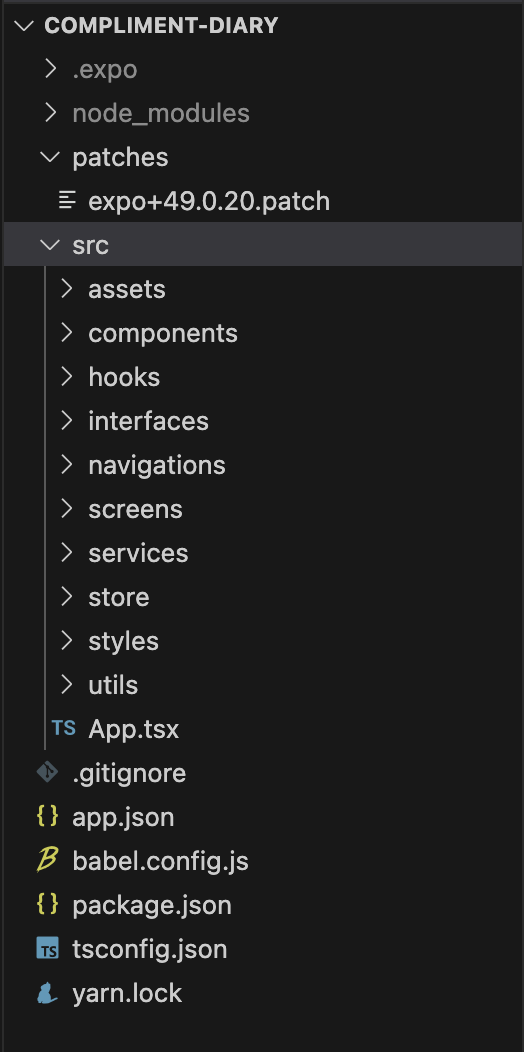 COMPLIMENT-DIARY
.expo
node_modules
patches
expo+49.0.20.patch
src
assets
components
hooks
interfaces
navigations
screens
services
store
styles
utils
TS App.tsx
.gitignore
{} app.json
B babel.config.js
{} package.json
TS tsconfig.json
yarn.lock